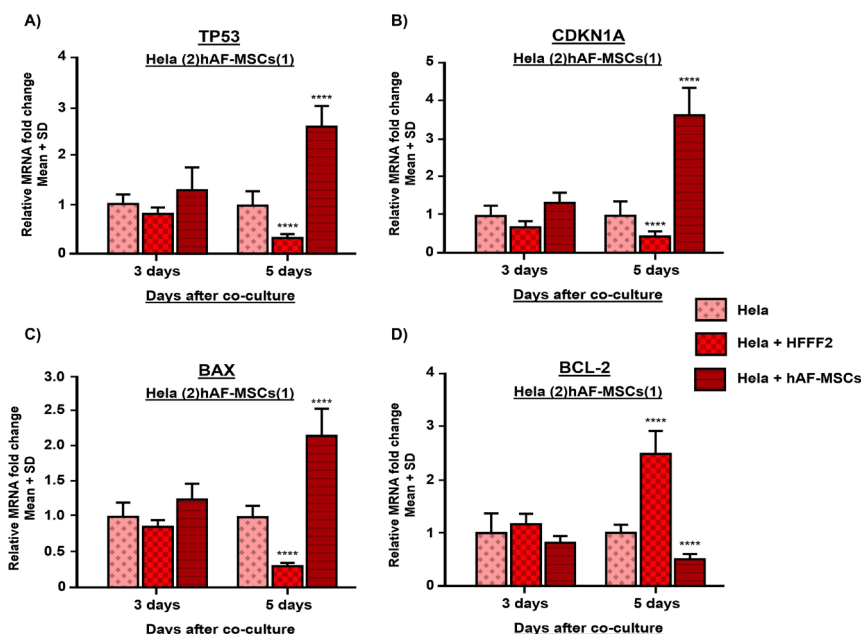 A)
TP53
Hela (2)hAF-MSCs(1)
Relative MRNA fold change
Mean + SD
4
3
2
1
0
****
****
3 days
5 days
Days after co-culture
B)
CDKN1A
Hela (2)hAF-MSCs(1)
Relative MRNA fold change
Mean + SD
5
4
3
2
1
0
****
****
3 days
5 days
Days after co-culture
Hela
Hela + HFFF2
Hela + hAF-MSCs
C)
BAX
Hela (2)hAF-MSCs(1)
Relative MRNA fold change
Mean + SD
3.0
2.5
2.0
1.5
1.0
0.5
0
****
****
3 days
5 days
Days after co-culture
D)
BCL-2
Hela (2)hAF-MSCs(1)
Relative MRNA fold change
Mean + SD
4
3
2
1
0
****
****
3 days
5 days
Days after co-culture